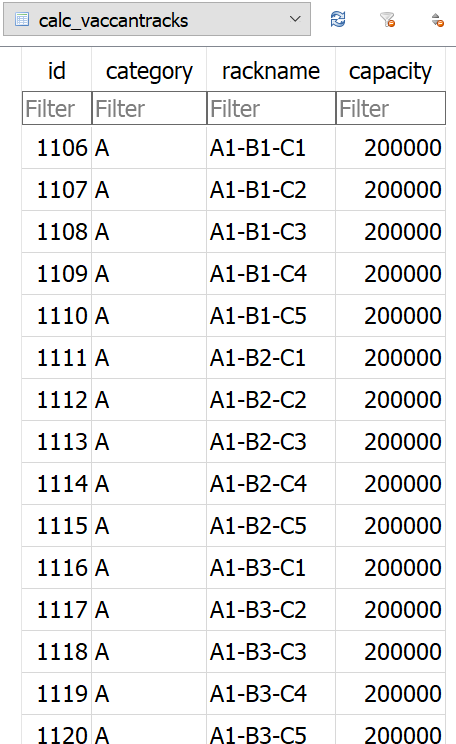 calc_vaccantracks
id category rackname capacity
Filter Filter Filter Filter
1106 A A1-B1-C1 200000
1107 A A1-B1-C2 200000
1108 A A1-B1-C3 200000
1109 A A1-B1-C4 200000
1110 A A1-B1-C5 200000
1111 A A1-B2-C1 200000
1112 A A1-B2-C2 200000
1113 A A1-B2-C3 200000
1114 A A1-B2-C4 200000
1115 A A1-B2-C5 200000
1116 A A1-B3-C1 200000
1117 A A1-B3-C2 200000
1118 A A1-B3-C3 200000
1119 A A1-B3-C4 200000
1120 A A1-B3-C5 200000